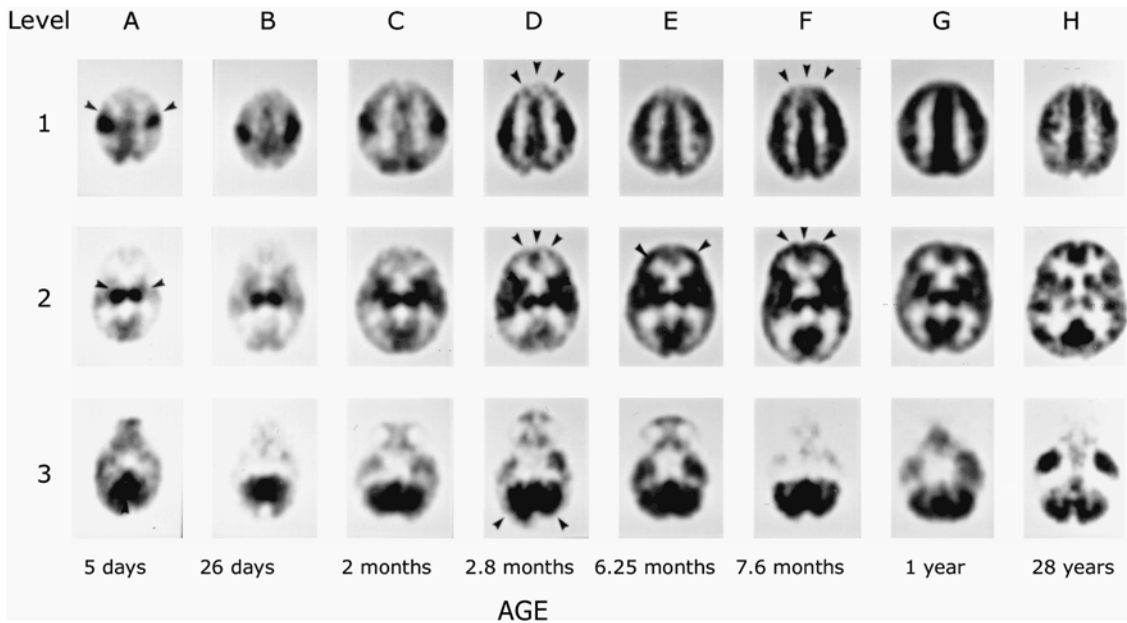 Level A B C D E F G H
1
2
3
5 days 26 days 2 months 2.8 months 6.25 months 7.6 months 1 year 28 years
AGE